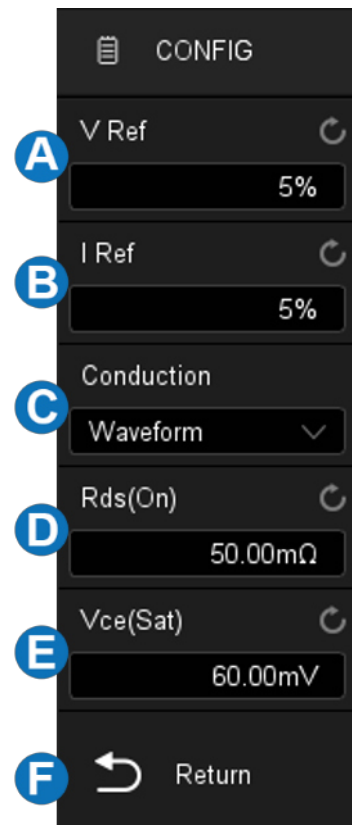 CONFIG
V Ref
A
5%
I Ref
B
5%
Conduction
C
Waveform
Rds(On)
D
50.00mΩ
Vce(Sat)
E
60.00mV
F
Return